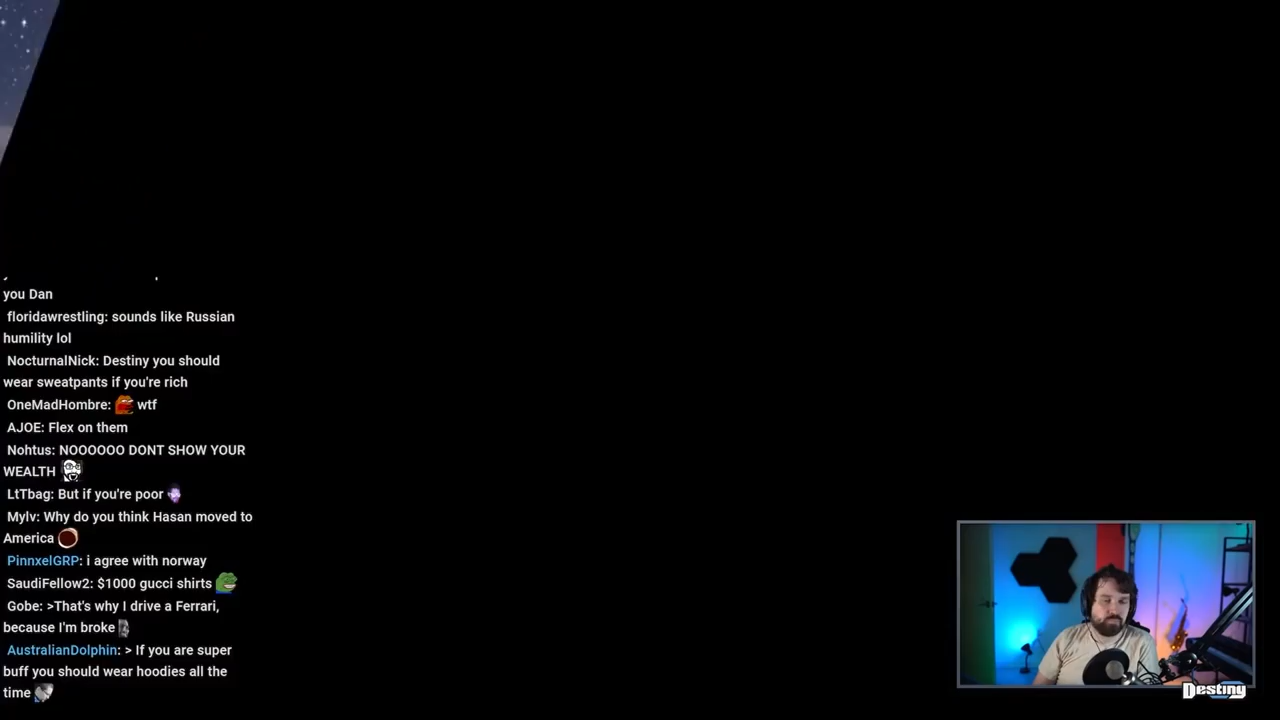 you Dan
floridawrestling: sounds like Russian
humility lol
NocturnalNick: Destiny you should
wear sweatpants if you're rich
OneMadHombre: wtf
AJOE: Flex on them
Nohtus: NOOOOOO DONT SHOW YOUR
WEALTH
LtTbag: But if you're poor
Mylv: Why do you think Hasan moved to
America
PinnxelGRP: i agree with norway
SaudiFellow2: $1000 gucci shirts
Gobe: >That's why I drive a Ferrari,
because I'm broke
AustralianDolphin: > If you are super
buff you should wear hoodies all the
time
Destiny